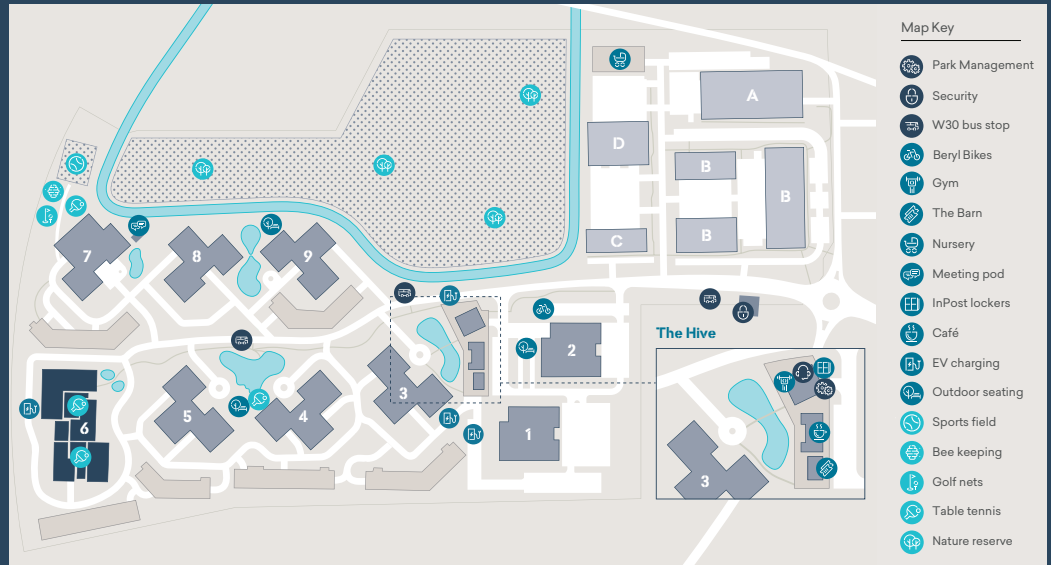 Map Key
Park Management
Security
W30 bus stop
Beryl Bikes
Gym
The Barn
Nursery
Meeting pod
InPost lockers
Café
EV charging
Outdoor seating
Sports field
Bee keeping
Golf nets
Table tennis
Nature reserve
A
D
B
B
C
B
7
8
9
The Hive
2
3
5
4
6
1
3